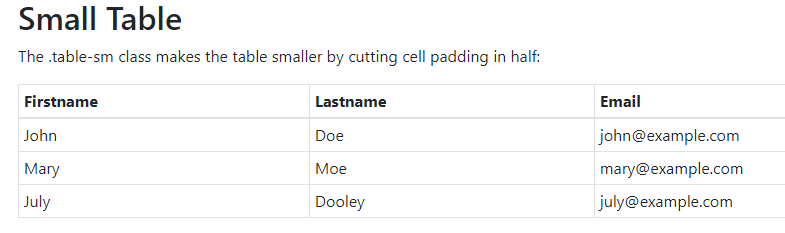 Small Table
The .table-sm class makes the table smaller by cutting cell padding in half:
Firstname Lastname Email
John Doe john@example.com
Mary Moe mary@example.com
July Dooley july@example.com